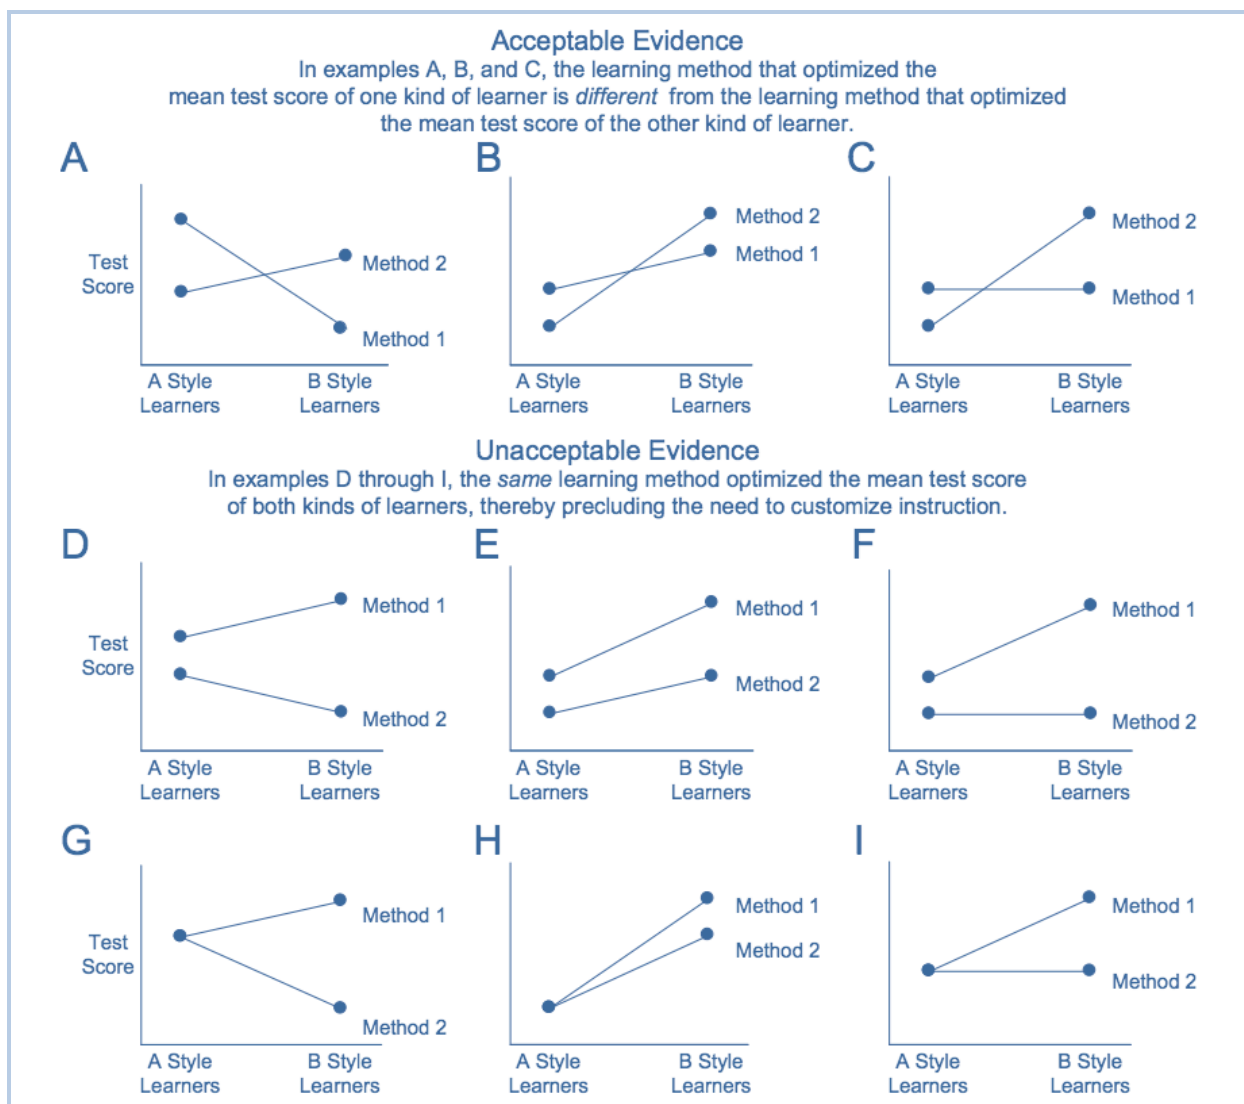 Acceptable Evidence
In examples A, B, and C, the learning method that optimized the
mean test score of one kind of learner is different from the learning method that optimized
the mean test score of the other kind of learner.
A
B
C
Test
Score
Method 2
Method 1
Method 2
Method 1
Method 2
Method 1
A Style
Learners
B Style
Learners
A Style
Learners
B Style
Learners
A Style
Learners
B Style
Learners
Unacceptable Evidence
In examples D through I, the same learning method optimized the mean test score
of both kinds of learners, thereby precluding the need to customize instruction.
D
E
F
Test
Score
Method 1
Method 2
Method 1
Method 2
Method 1
Method 2
A Style
Learners
B Style
Learners
A Style
Learners
B Style
Learners
A Style
Learners
B Style
Learners
G
H
I
Test
Score
Method 1
Method 2
Method 1
Method 2
Method 1
Method 2
A Style
Learners
B Style
Learners
A Style
Learners
B Style
Learners
A Style
Learners
B Style
Learners